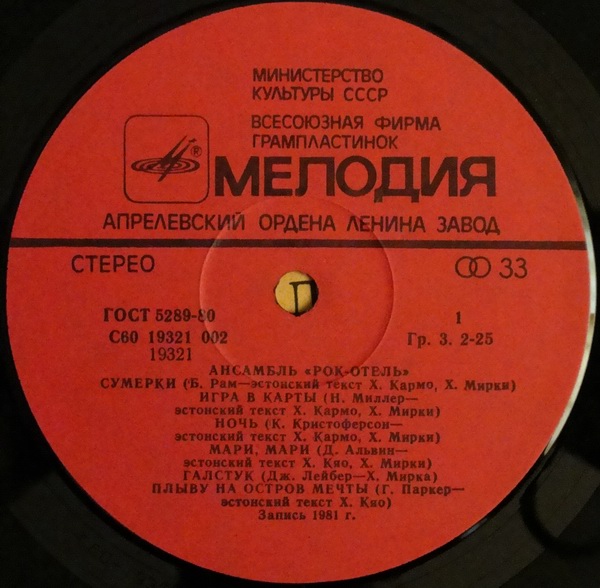 МИНИСТЕРСТВО
КУЛЬТУРЫ СССР
ВСЕСОЮЗНАЯ ФИРМА
ГРАМПЛАСТИНОК
®
МЕЛОДИЯ
АПРЕЛЕВСКИЙ ОРДЕНА ЛЕНИНА ЗАВОД
СТЕРЕО
33
П
ГОСТ 5289-80
1
С60 19321 002
Гр. 3. 2-25
19321
АНСАМБЛЬ «РОК-ОТЕЛЬ»
СУМЕРКИ (Б. Рам—эстонский текст Х. Кармо, Х. Мирки)
ИГРА В КАРТЫ (Н. Миллер—
эстонский текст Х. Кармо, Х. Мирки)
НОЧЬ (К. Кристоферсон—
эстонский текст Х. Кармо, Х. Мирки)
МАРИ, МАРИ (Д. Альвин—
эстонский текст Х. Кяо, Х. Мирки)
ГАЛСТУК (Дж. Лейбер—Х. Мирка)
ПЛЫВУ НА ОСТРОВ МЕЧТЫ (Г. Паркер—
эстонский текст Х. Кяо)
Запись 1981 г.